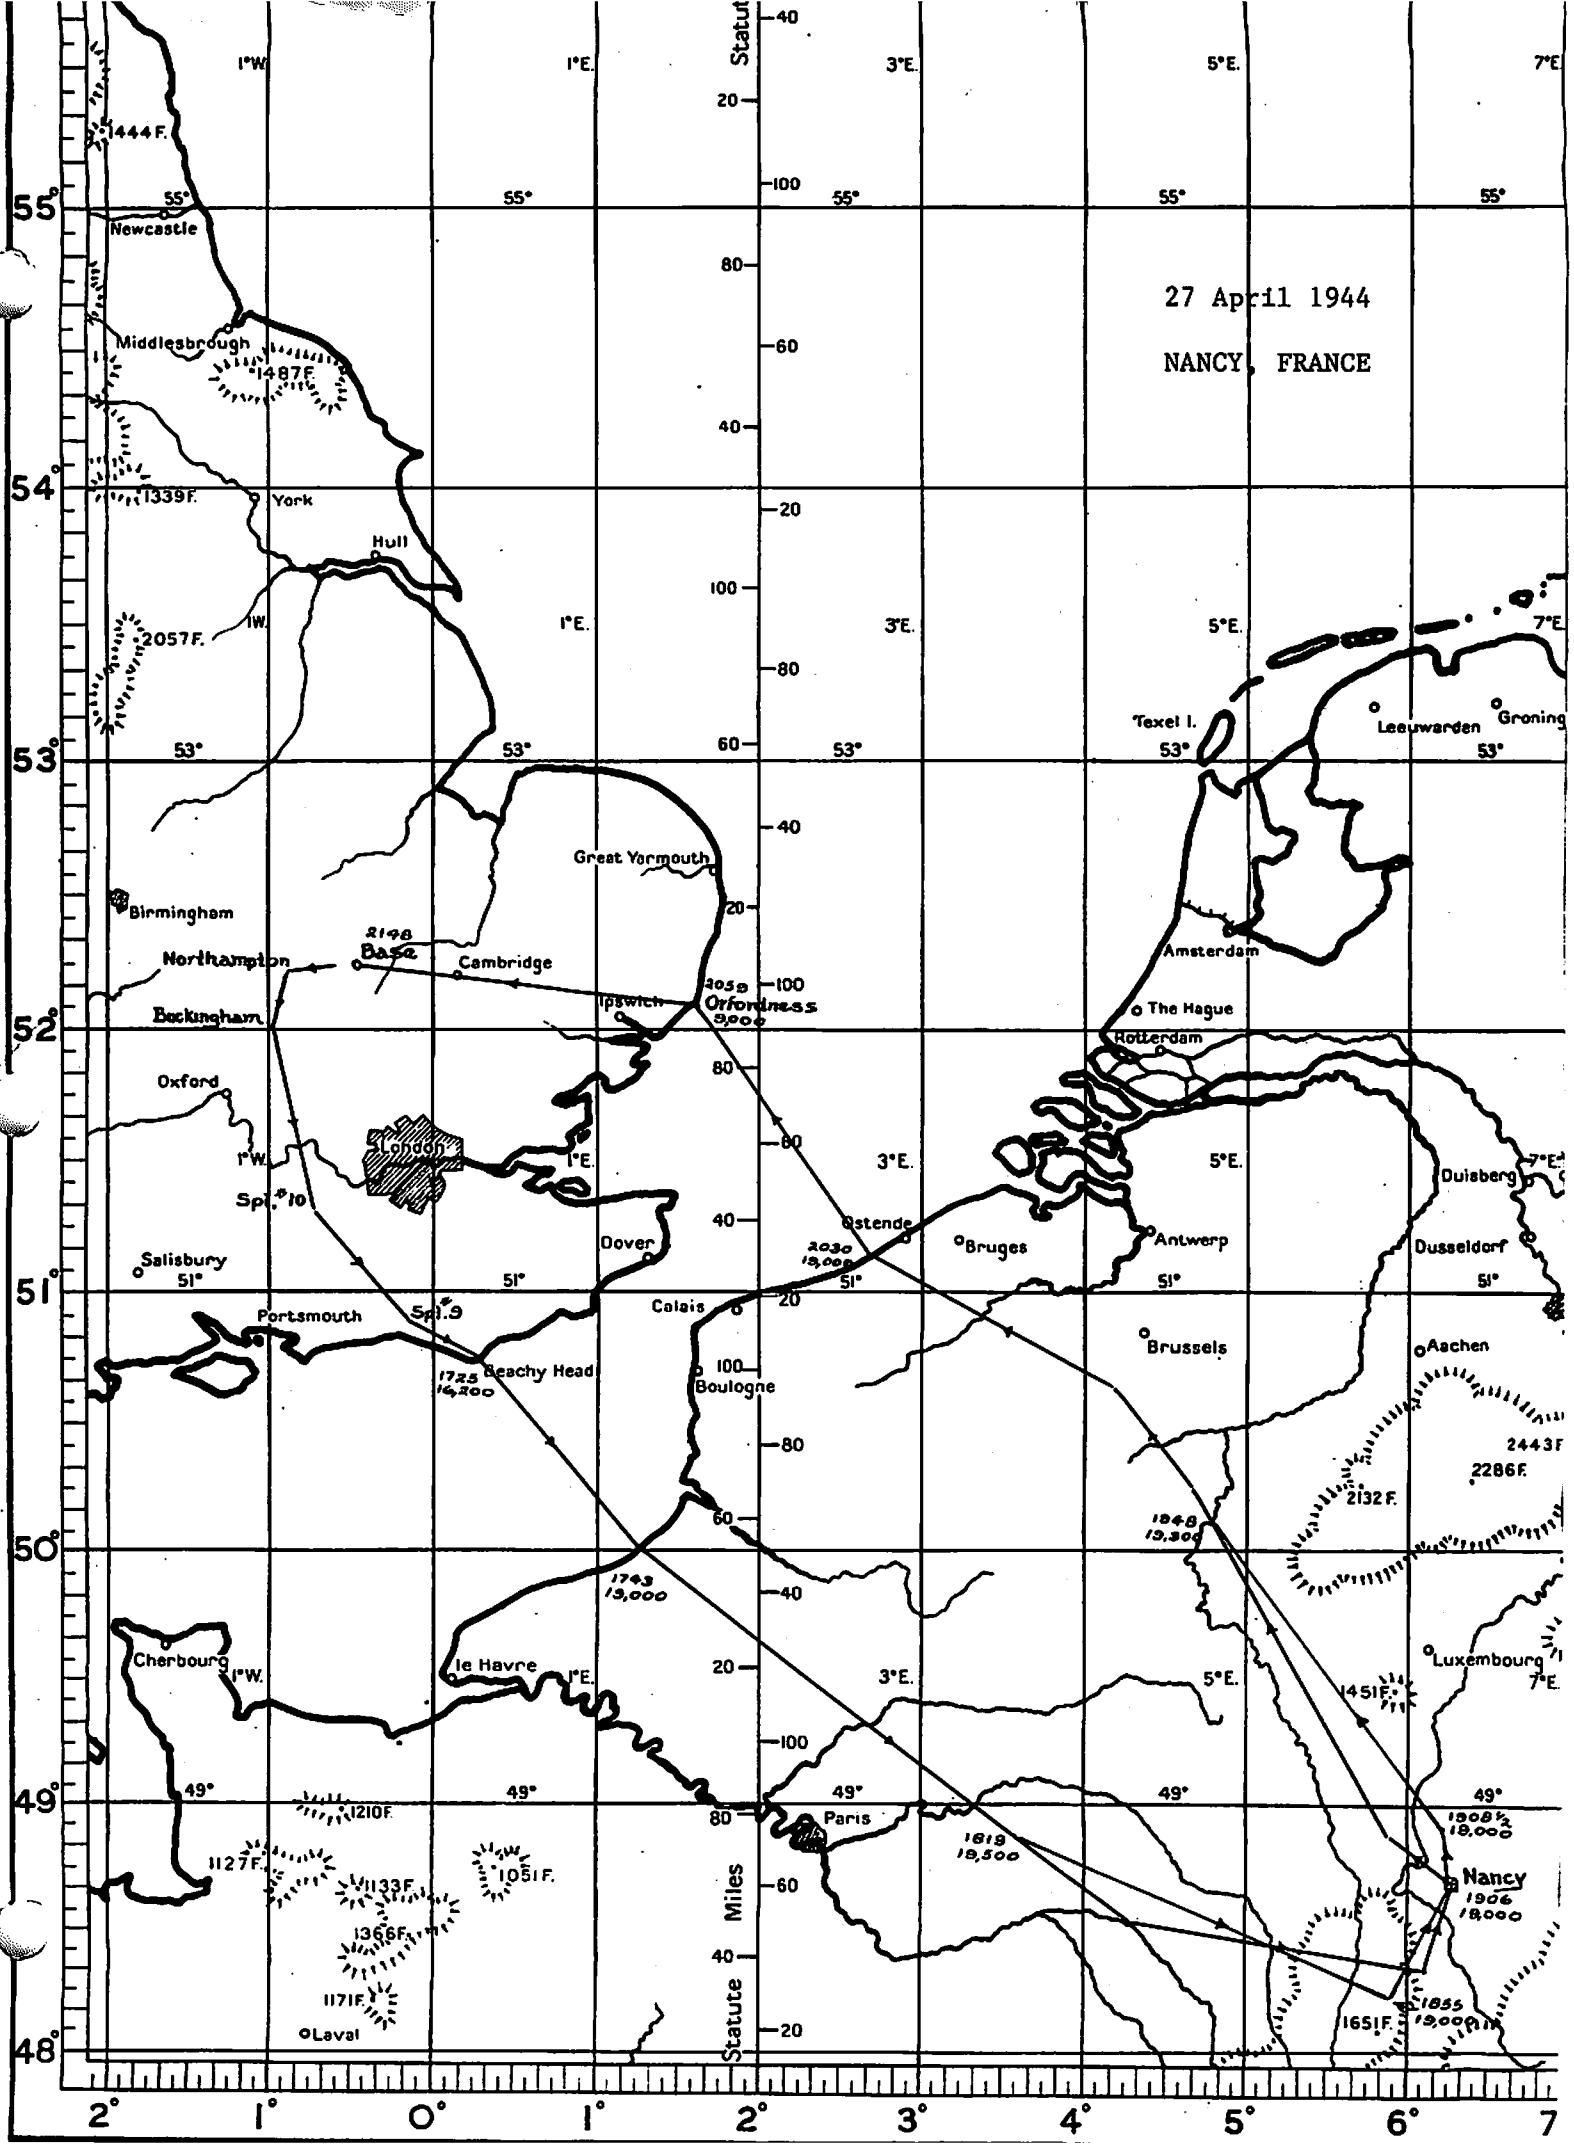 Statut
40
1°W.
1°E.
3°E.
5°E.
7°E
20
1444F.
100
55°
55°
55°
55°
55°
55°
Newcastle
80
27 April 1944
Middlesbrough
60
NANCY, FRANCE
1487F.
40
54°
1339F.
York
20
Hull
100
1W.
1°E.
3°E.
5°E.
7°E
2057F.
80
Texel I.
Leeuwarden
Groning
53°
53°
53°
60
53°
53°
53°
40
Great Yarmouth
Birmingham
20
2148
Base
Northampton
Cambridge
Amsterdam
2059
100
Ipswich
Orfordness
9,000
The Hague
52°
Buckingham
Rotterdam
80
Oxford
London
60
1°W.
1°E.
3°E.
5°E.
7°E
Duisberg
Spl.#10
40
Ostende
Dover
2030
19,000
Bruges
Antwerp
Dusseldorf
Salisbury
51°
51°
51°
51°
51°
51°
Portsmouth
Spl.#9
Calais
20
Brussels
Aachen
Beachy Head
1725
16,200
100
Boulogne
80
2443F
2286F.
2132F.
60
1948
19,300
50°
1743
19,000
40
Cherbourg
1°W.
le Havre
1°E.
20
3°E.
5°E.
Luxembourg
7°E.
1451F.
100
49°
49°
49°
49°
49°
49°
80
Paris
1908½
19,000
1210F.
1819
19,500
1127F.
1051F.
1133F.
60
Nancy
1906
19,000
1366F.
40
1171F.
1855
19,000
1651F.
Laval
20
48°
Statute Miles
2°
1°
0°
1°
2°
3°
4°
5°
6°
7